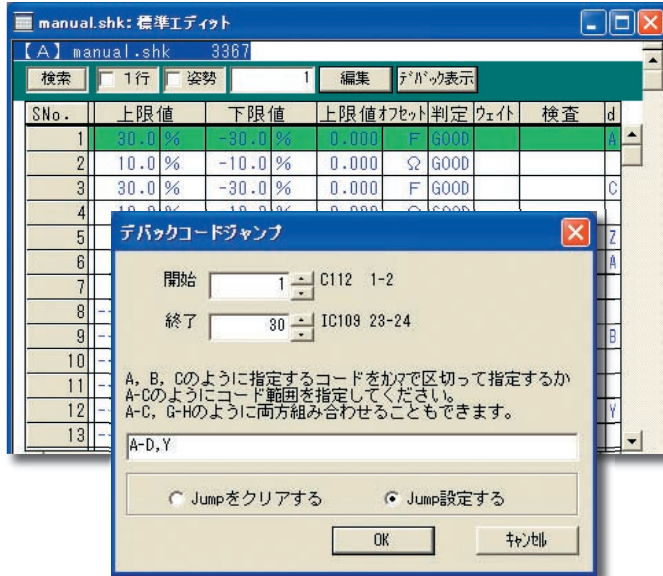 manual.shk: 標準エディット
【A】 manual.shk 3367
検索 1行 姿勢 1 編集 デバック表示
SNo. 上限値 下限値 上限値オフセット 判定 ウェイト 検査 d
1 30.0 % -30.0 % 0.000 F GOOD A
2 10.0 % -10.0 % 0.000 Ω GOOD
3 30.0 % -30.0 % 0.000 F GOOD C
4
5 Z
6 A
7
8
9 B
10
11
12 Y
13
デバックコードジャンプ
開始 1 C112 1-2
終了 30 IC109 23-24
A, B, Cのように指定するコードをカンマで区切って指定するか
A-Cのようにコード範囲を指定してください。
A-C, G-Hのように両方組み合わせることもできます。
A-D,Y
Jumpをクリアする Jump設定する
OK キャンセル